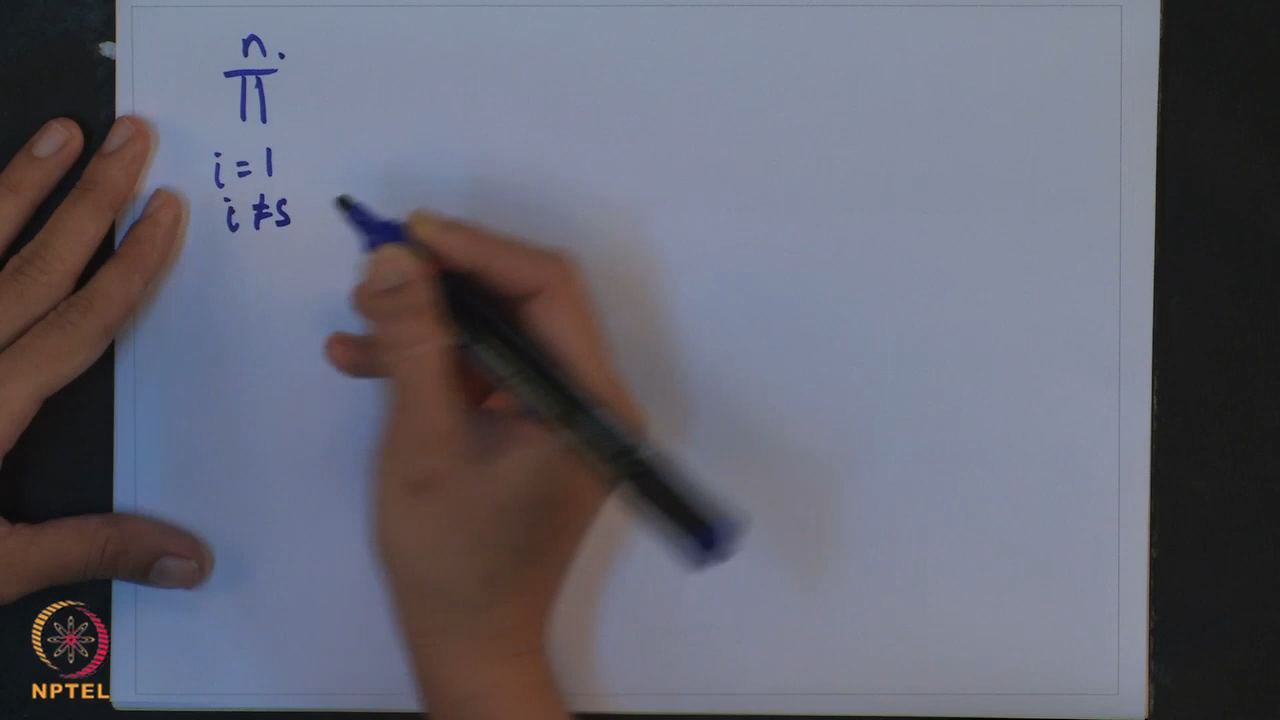 n.
∏
i = 1
i ≠ s
NPTEL